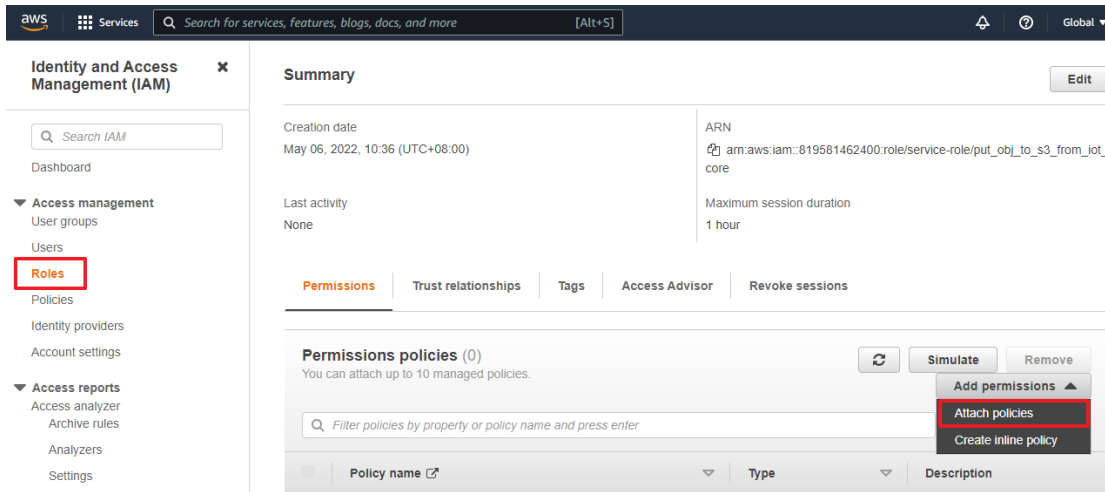 aws Services Search for services, features, blogs, docs, and more [Alt+S] Global
Identity and Access
Management (IAM)
Search IAM
Dashboard
Access management
User groups
Users
Roles
Policies
Identity providers
Account settings
Access reports
Access analyzer
Archive rules
Analyzers
Settings
Summary
Edit
Creation date
May 06, 2022, 10:36 (UTC+08:00)
ARN
arn:aws:iam::819581462400:role/service-role/put_obj_to_s3_from_iot_
core
Last activity
None
Maximum session duration
1 hour
Permissions Trust relationships Tags Access Advisor Revoke sessions
Permissions policies (0)
You can attach up to 10 managed policies.
Simulate Remove
Add permissions
Attach policies
Create inline policy
Filter policies by property or policy name and press enter
Policy name Type Description